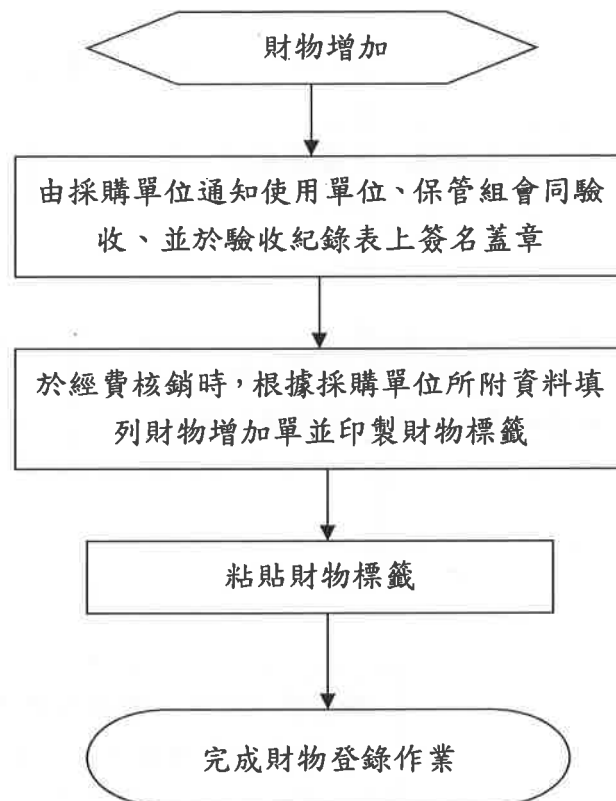 財物增加
由採購單位通知使用單位、保管組會同驗
收、並於驗收紀錄表上簽名蓋章
於經費核銷時，根據採購單位所附資料填
列財物增加單並印製財物標籤
粘貼財物標籤
完成財物登錄作業